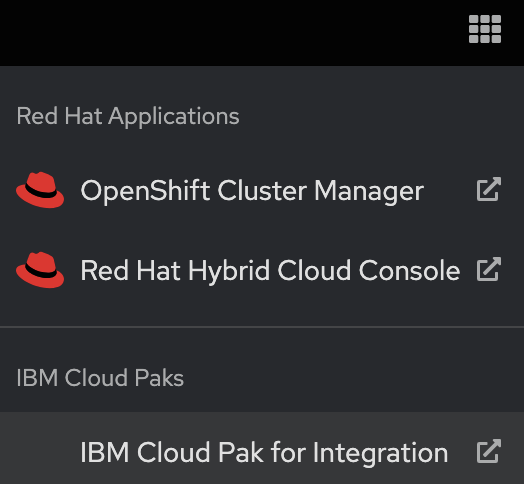 Red Hat Applications
OpenShift Cluster Manager
Red Hat Hybrid Cloud Console
IBM Cloud Paks
IBM Cloud Pak for Integration